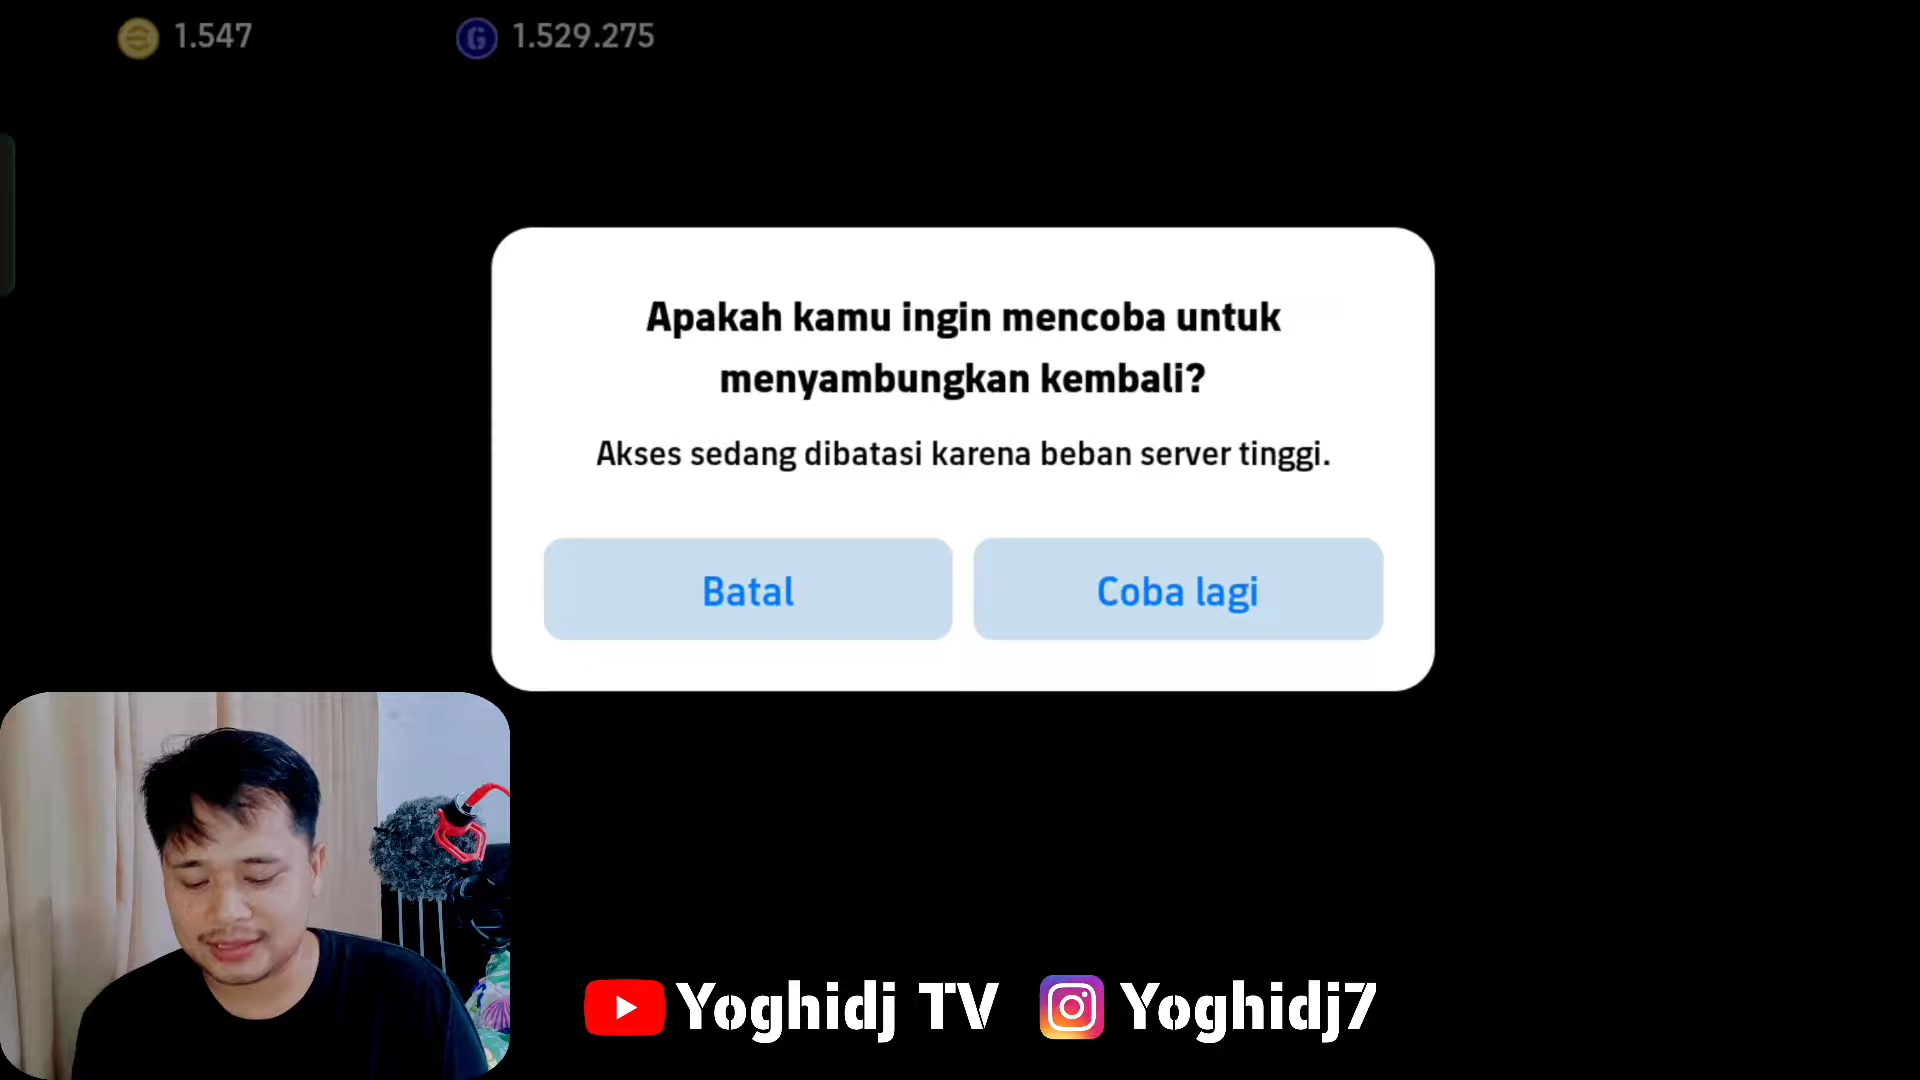 1.547
G 1.529.275
Apakah kamu ingin mencoba untuk
menyambungkan kembali?
Akses sedang dibatasi karena beban server tinggi.
Batal
Coba lagi
Yoghidj TV
Yoghidj7